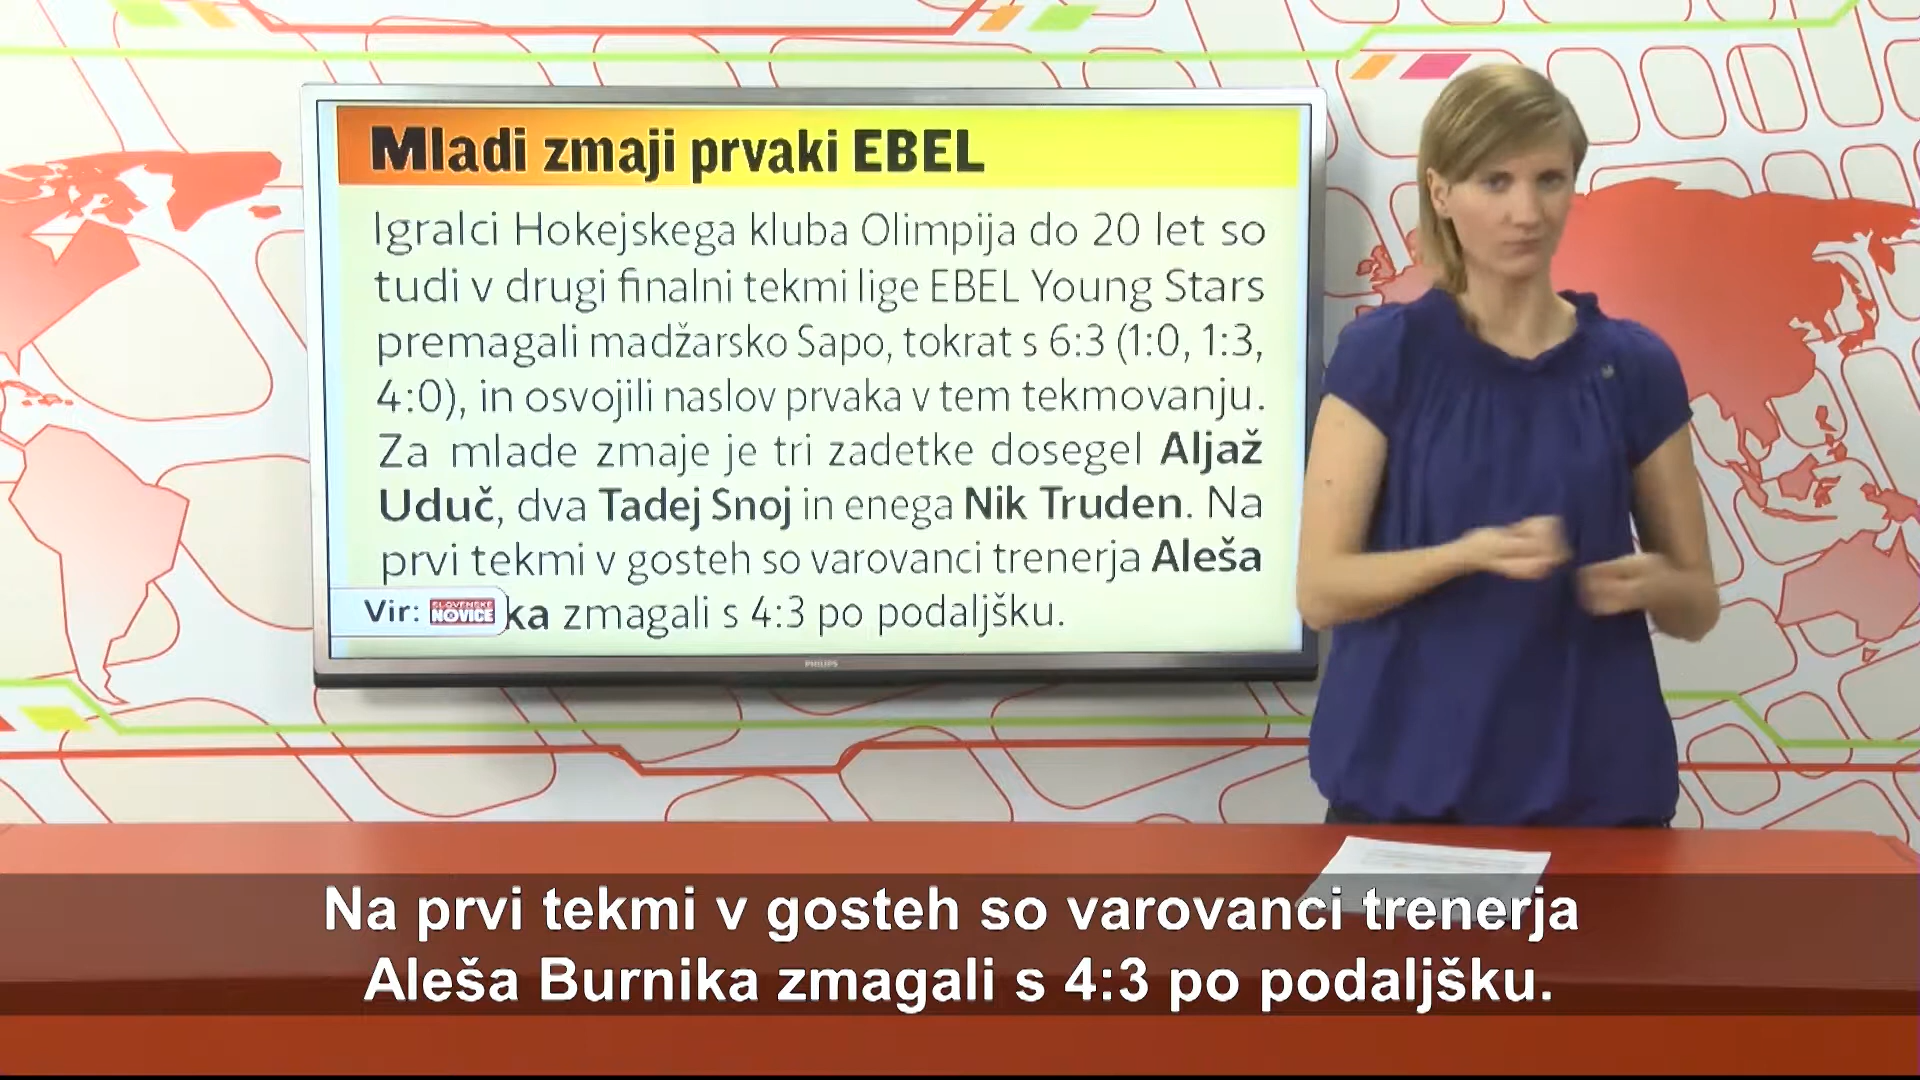 Mladi zmaji prvaki EBEL
Igralci Hokejskega kluba Olimpija do 20 let so
tudi v drugi finalni tekmi lige EBEL Young Stars
premagali madžarsko Sapo, tokrat s 6:3 (1:0, 1:3,
4:0), in osvojili naslov prvaka v tem tekmovanju.
Za mlade zmaje je tri zadetke dosegel Aljaž
Uduč, dva Tadej Snoj in enega Nik Truden. Na
prvi tekmi v gosteh so varovanci trenerja Aleša
ka zmagali s 4:3 po podaljšku.
Vir: SLOVENSKE NOVICE
PHILIPS
Na prvi tekmi v gosteh so varovanci trenerja
Aleša Burnika zmagali s 4:3 po podaljšku.